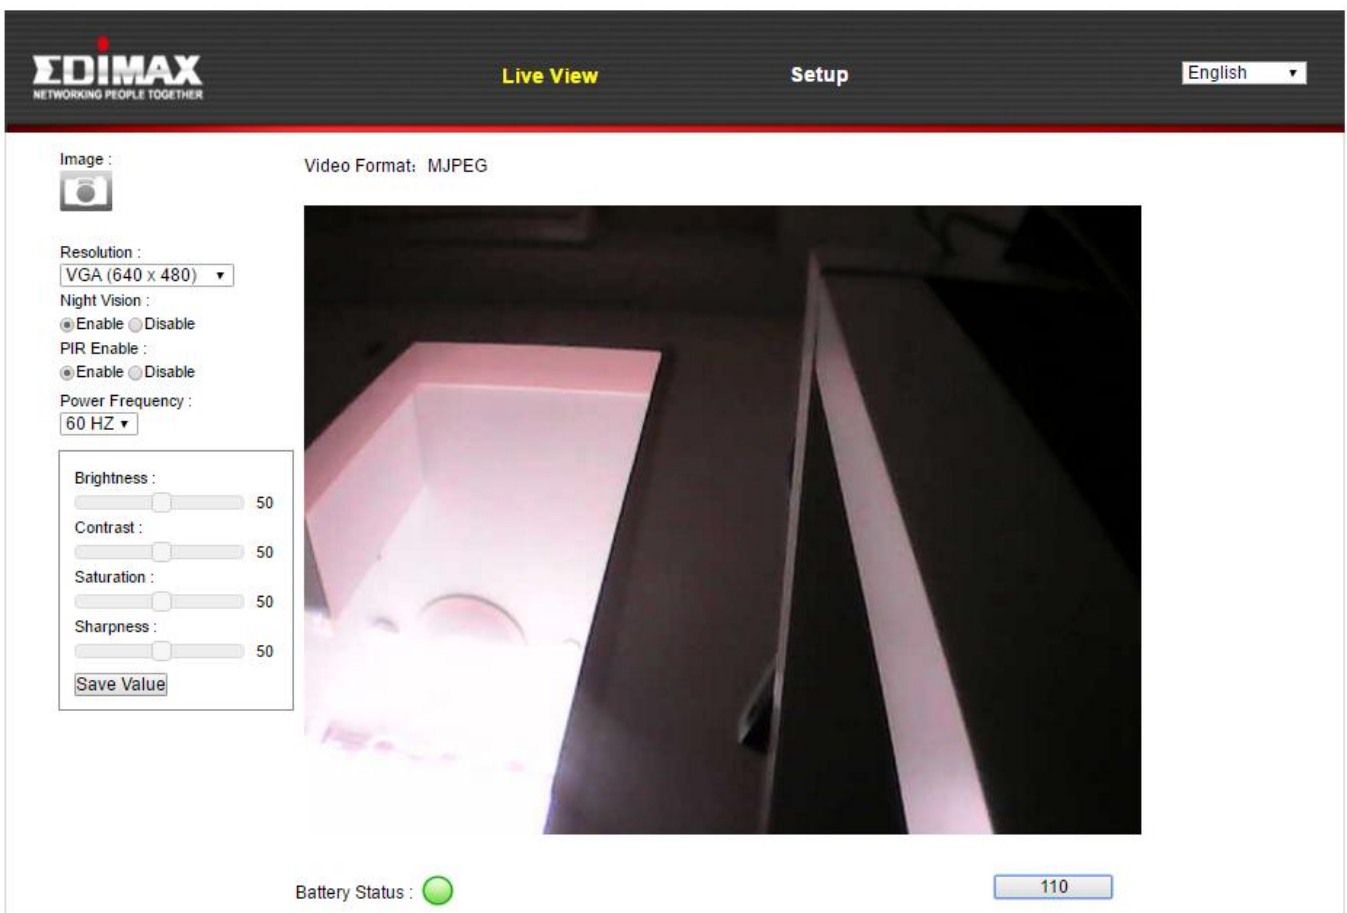 EDIMAX
NETWORKING PEOPLE TOGETHER
Live View
Setup
English
Image :
Video Format: MJPEG
Resolution :
VGA (640 x 480)
Night Vision :
Enable Disable
PIR Enable :
Enable Disable
Power Frequency :
60 HZ
Brightness :
50
Contrast :
50
Saturation :
50
Sharpness :
50
Save Value
Battery Status :
110